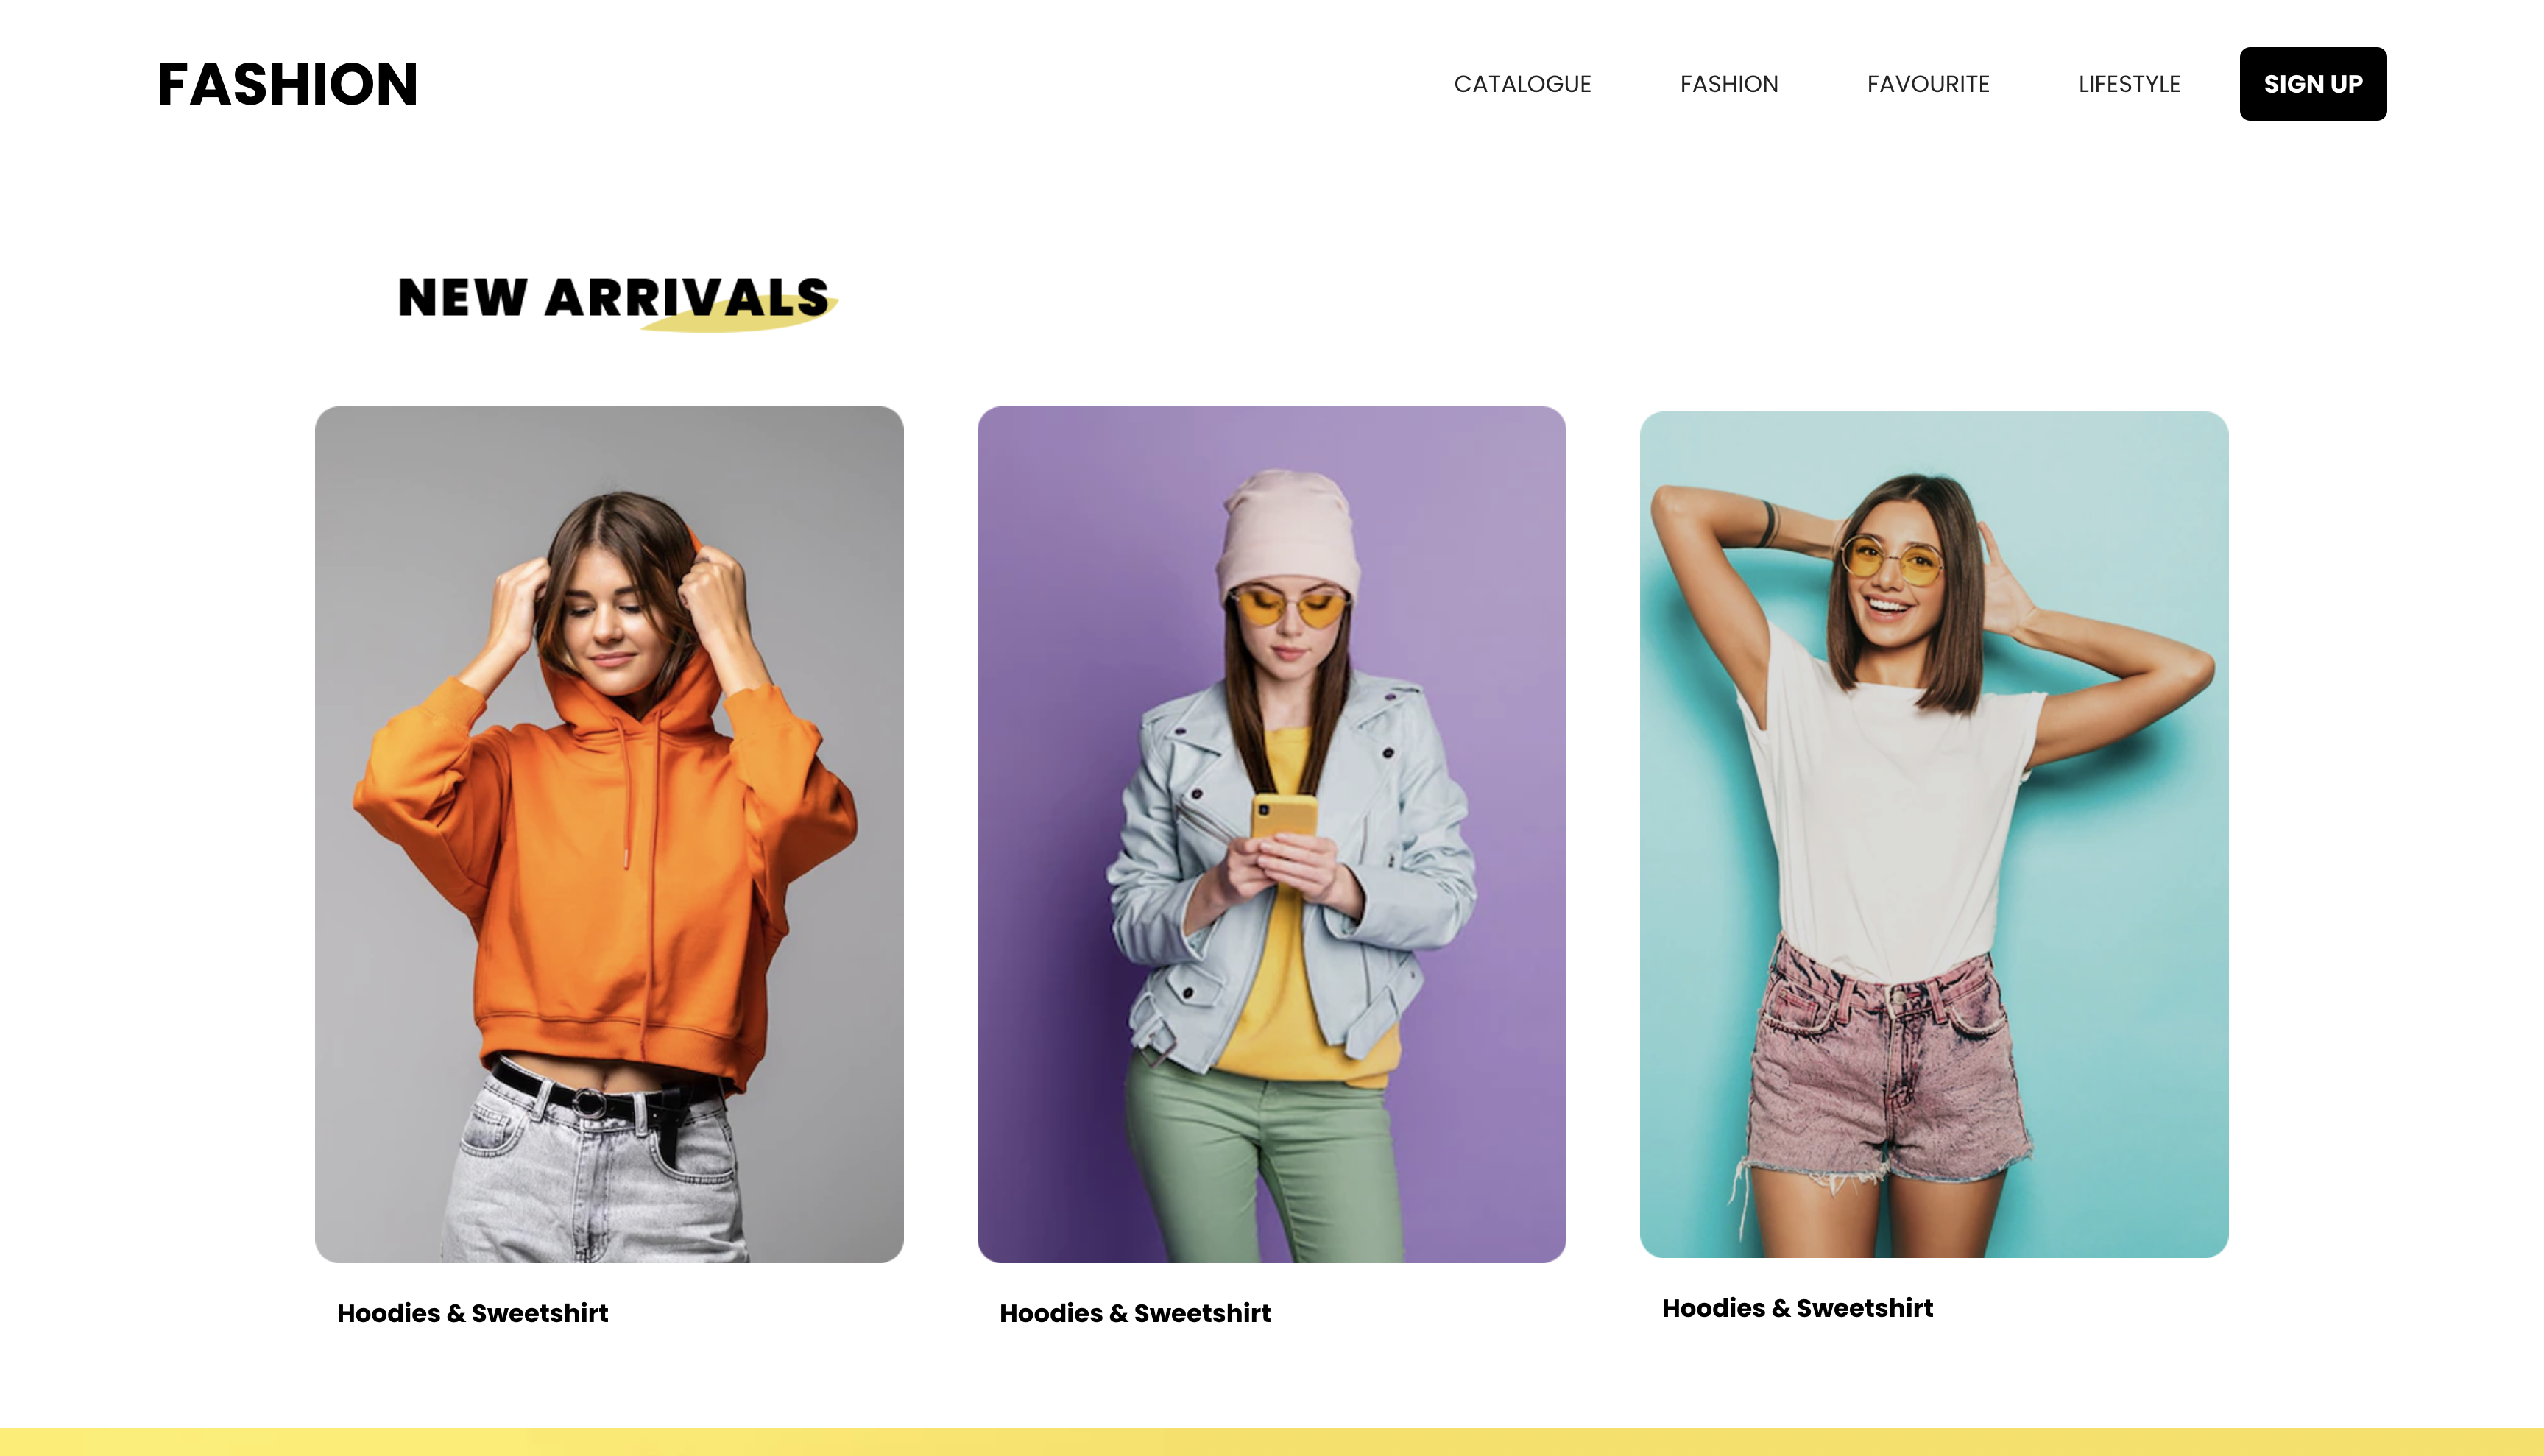 FASHION
CATALOGUE
FASHION
FAVOURITE
LIFESTYLE
SIGN UP
NEW ARRIVALS
Hoodies & Sweetshirt
Hoodies & Sweetshirt
Hoodies & Sweetshirt